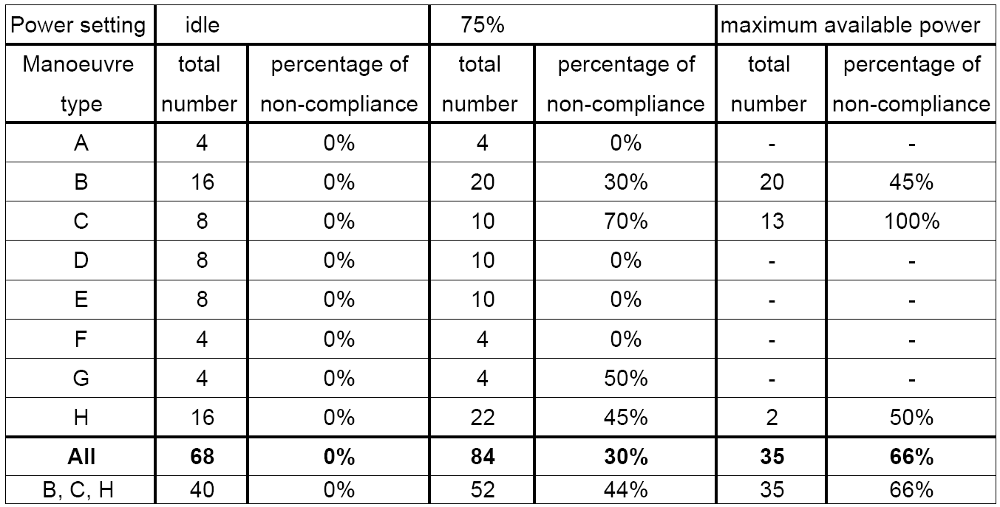 Power setting idle 75% maximum available power
Manoeuvre total percentage of total percentage of total percentage of
type number non-compliance number non-compliance number non-compliance
A 4 0% 4 0% - -
B 16 0% 20 30% 20 45%
C 8 0% 10 70% 13 100%
D 8 0% 10 0% - -
E 8 0% 10 0% - -
F 4 0% 4 0% - -
G 4 0% 4 50% - -
H 16 0% 22 45% 2 50%
All 68 0% 84 30% 35 66%
B, C, H 40 0% 52 44% 35 66%